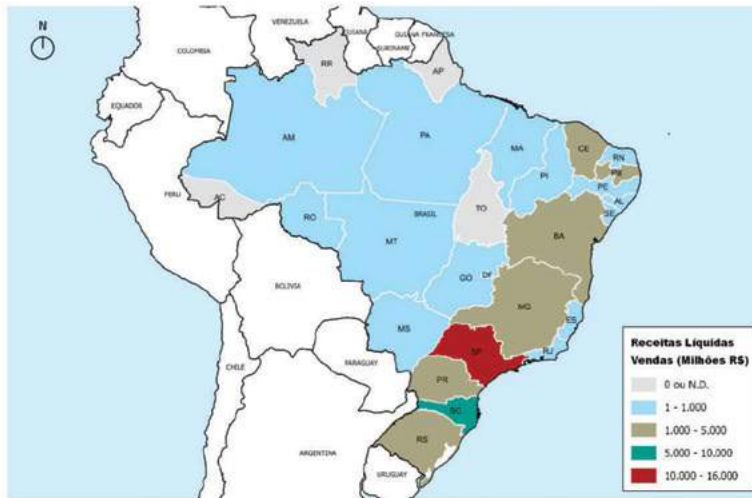 N
VENEZUELA
GUIANA
GUIANA FRANCESA
SURINAME
COLOMBIA
RR
AP
EQUADOS
AM
PA
MA
CE
RN
PI
PB
PE
AL
SE
PERU
AC
TO
RO
BRASIL
BA
MT
GO
DF
BOLIVIA
MG
ES
MS
SP
RJ
PARAGUAY
CHILE
PR
SC
RS
ARGENTINA
URUGUAY
Receitas Líquidas
Vendas (Milhões R$)
0 ou N.D.
1 - 1.000
1.000 - 5.000
5.000 - 10.000
10.000 - 16.000